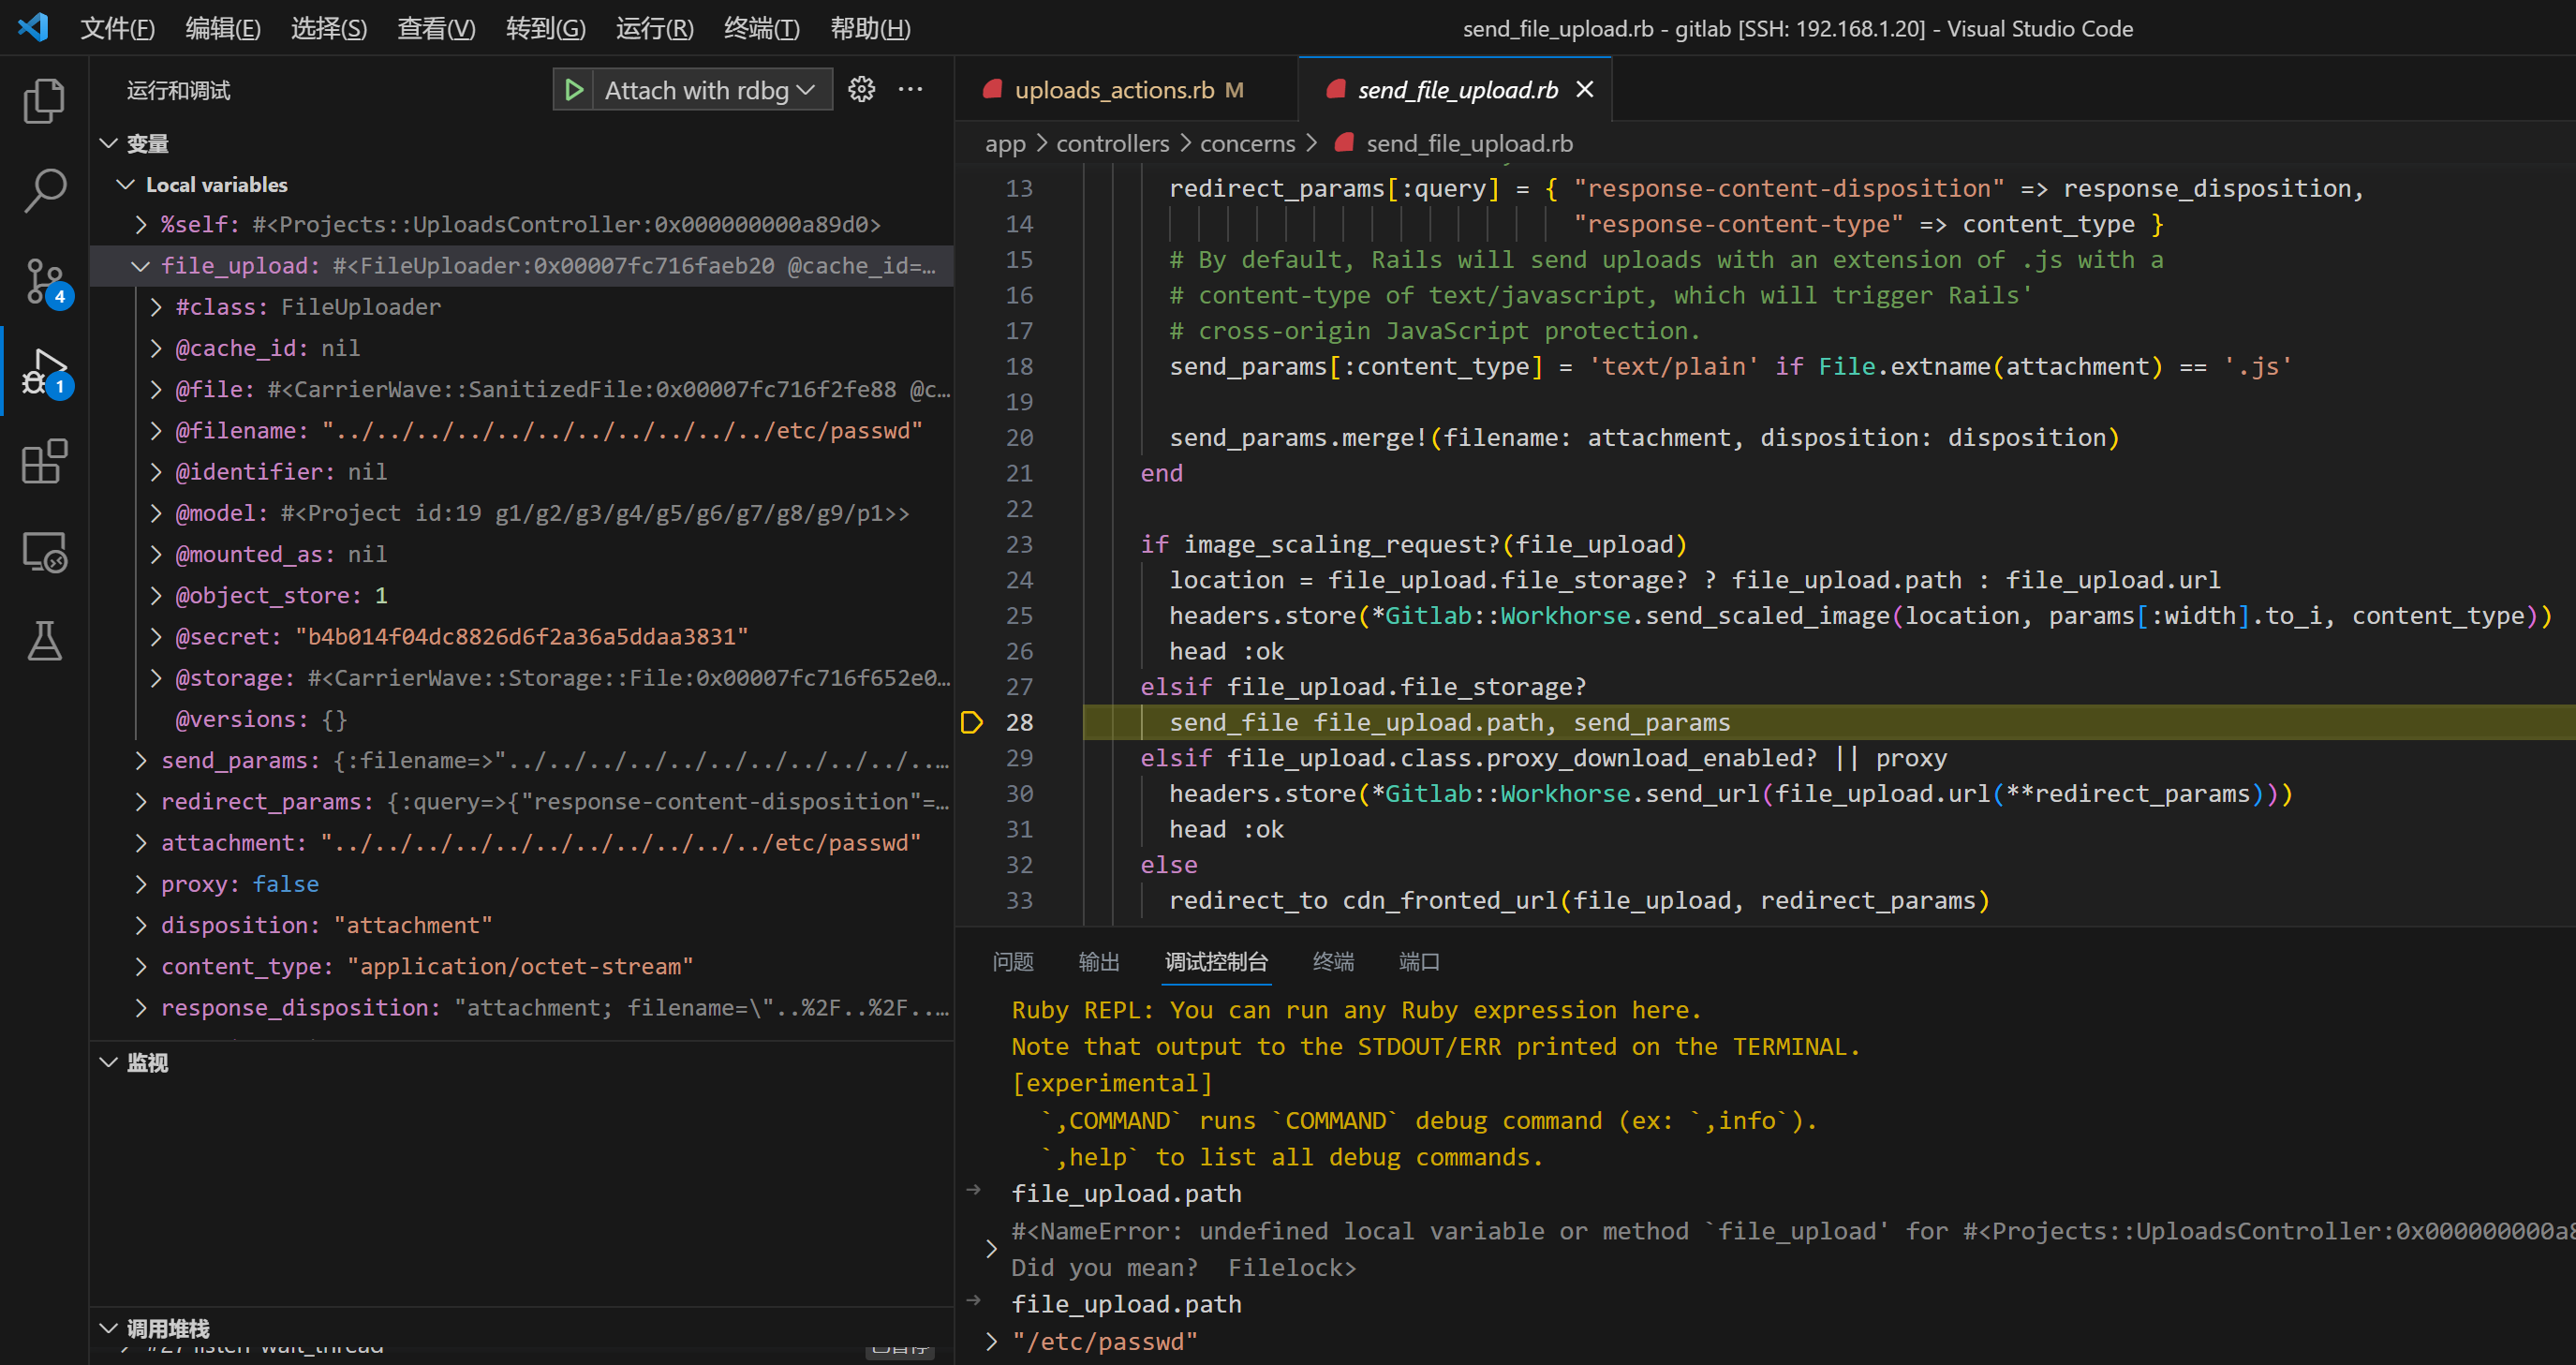 文件(F) 编辑(E) 选择(S) 查看(V) 转到(G) 运行(R) 终端(T) 帮助(H)
send_file_upload.rb - gitlab [SSH: 192.168.1.20] - Visual Studio Code
运行和调试
Attach with rdbg
变量
Local variables
%self: #<Projects::UploadsController:0x000000000a89d0>
file_upload: #<FileUploader:0x00007fc716faeb20 @cache_id=…
#class: FileUploader
@cache_id: nil
@file: #<CarrierWave::SanitizedFile:0x00007fc716f2fe88 @c…
@filename: "../../../../../../../../../../../etc/passwd"
@identifier: nil
@model: #<Project id:19 g1/g2/g3/g4/g5/g6/g7/g8/g9/p1>>
@mounted_as: nil
@object_store: 1
@secret: "b4b014f04dc8826d6f2a36a5ddaa3831"
@storage: #<CarrierWave::Storage::File:0x00007fc716f652e0…
@versions: {}
send_params: {:filename=>"../../../../../../../../../../..…
redirect_params: {:query=>{"response-content-disposition"=…
attachment: "../../../../../../../../../../../etc/passwd"
proxy: false
disposition: "attachment"
content_type: "application/octet-stream"
response_disposition: "attachment; filename=\"..%2F..%2F..…
监视
调用堆栈
#27 listen-wait_thread
已暂停
4
1
uploads_actions.rb M
send_file_upload.rb
app > controllers > concerns > send_file_upload.rb
13 redirect_params[:query] = { "response-content-disposition" => response_disposition,
14 "response-content-type" => content_type }
15 # By default, Rails will send uploads with an extension of .js with a
16 # content-type of text/javascript, which will trigger Rails'
17 # cross-origin JavaScript protection.
18 send_params[:content_type] = 'text/plain' if File.extname(attachment) == '.js'
19
20 send_params.merge!(filename: attachment, disposition: disposition)
21 end
22
23 if image_scaling_request?(file_upload)
24 location = file_upload.file_storage? ? file_upload.path : file_upload.url
25 headers.store(*Gitlab::Workhorse.send_scaled_image(location, params[:width].to_i, content_type))
26 head :ok
27 elsif file_upload.file_storage?
28 send_file file_upload.path, send_params
29 elsif file_upload.class.proxy_download_enabled? || proxy
30 headers.store(*Gitlab::Workhorse.send_url(file_upload.url(**redirect_params)))
31 head :ok
32 else
33 redirect_to cdn_fronted_url(file_upload, redirect_params)
问题 输出 调试控制台 终端 端口
Ruby REPL: You can run any Ruby expression here.
Note that output to the STDOUT/ERR printed on the TERMINAL.
[experimental]
`,COMMAND` runs `COMMAND` debug command (ex: `,info`).
`,help` to list all debug commands.
file_upload.path
#<NameError: undefined local variable or method `file_upload' for #<Projects::UploadsController:0x000000000a8
Did you mean?  Filelock>
file_upload.path
"/etc/passwd"